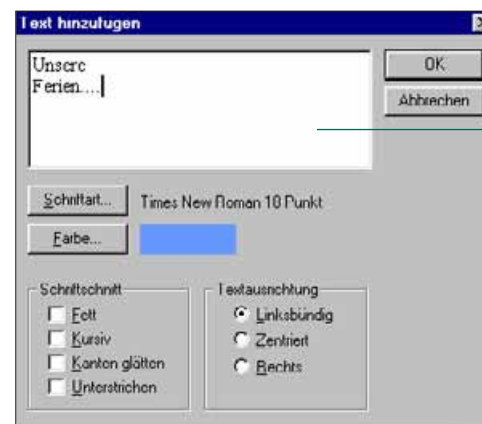 Text hinzufügen
Unsere
Ferien....
OK
Abbrechen
Schriftart...
Times New Roman 10 Punkt
Farbe...
Schriftschnitt
Fett
Kursiv
Kanten glätten
Unterstrichen
Textausrichtung
Linksbündig
Zentriert
Rechts